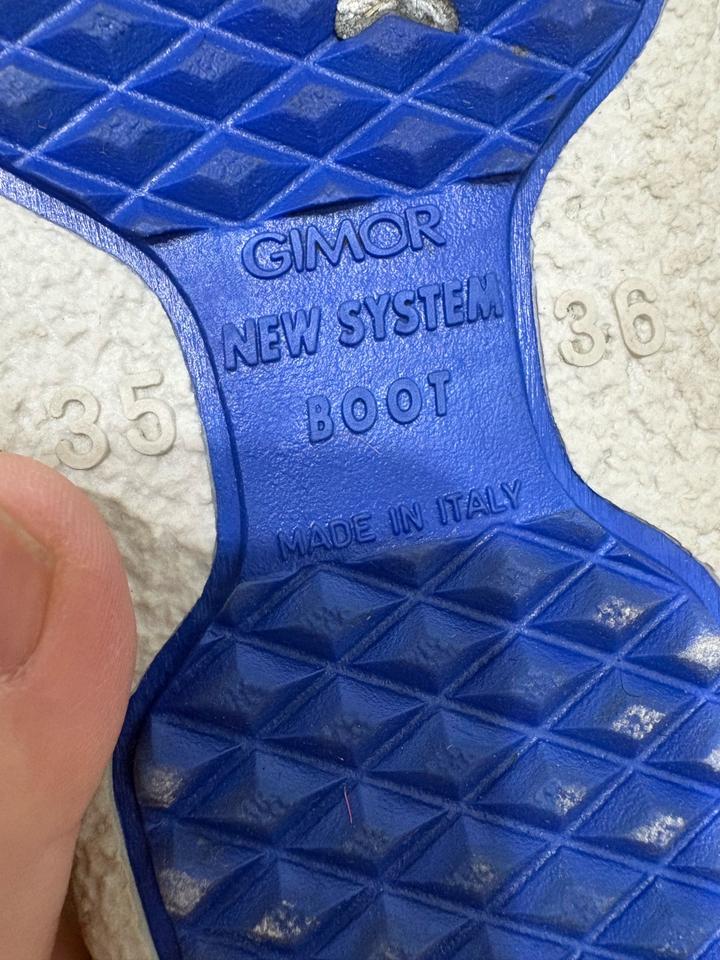 GIMOR
NEW SYSTEM
BOOT
MADE IN ITALY
35
36